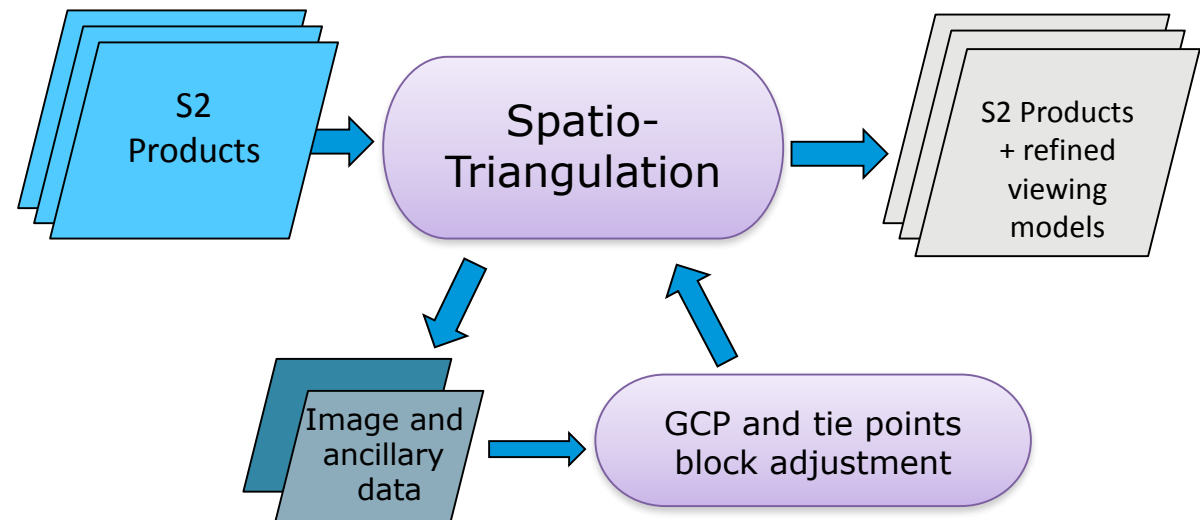 S2
Products
Spatio-
Triangulation
S2 Products
+ refined
viewing
models
Image and
ancillary
data
GCP and tie points
block adjustment